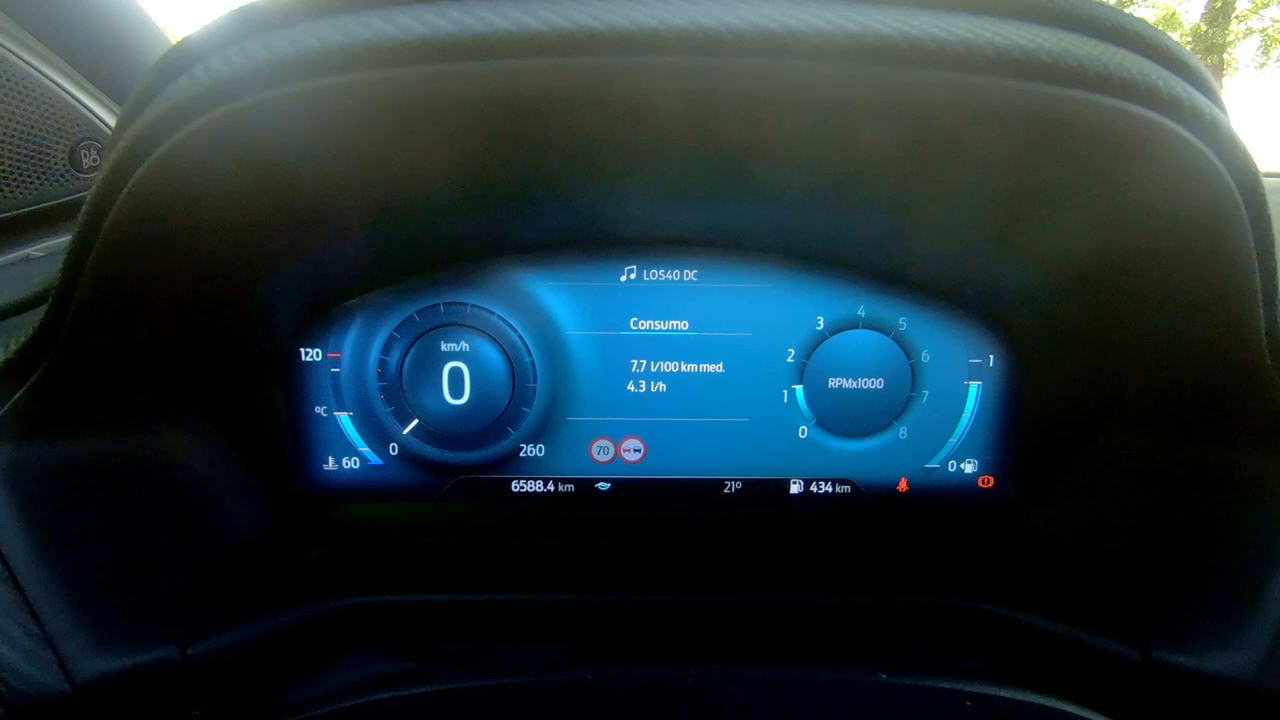 B&O
LOS40 DC
Consumo
7.7 l/100 km med.
4.3 l/h
km/h
0
0
260
120
°C
60
70
RPMx1000
0
1
2
3
4
5
6
7
8
1
0
6588.4 km
21°
434 km